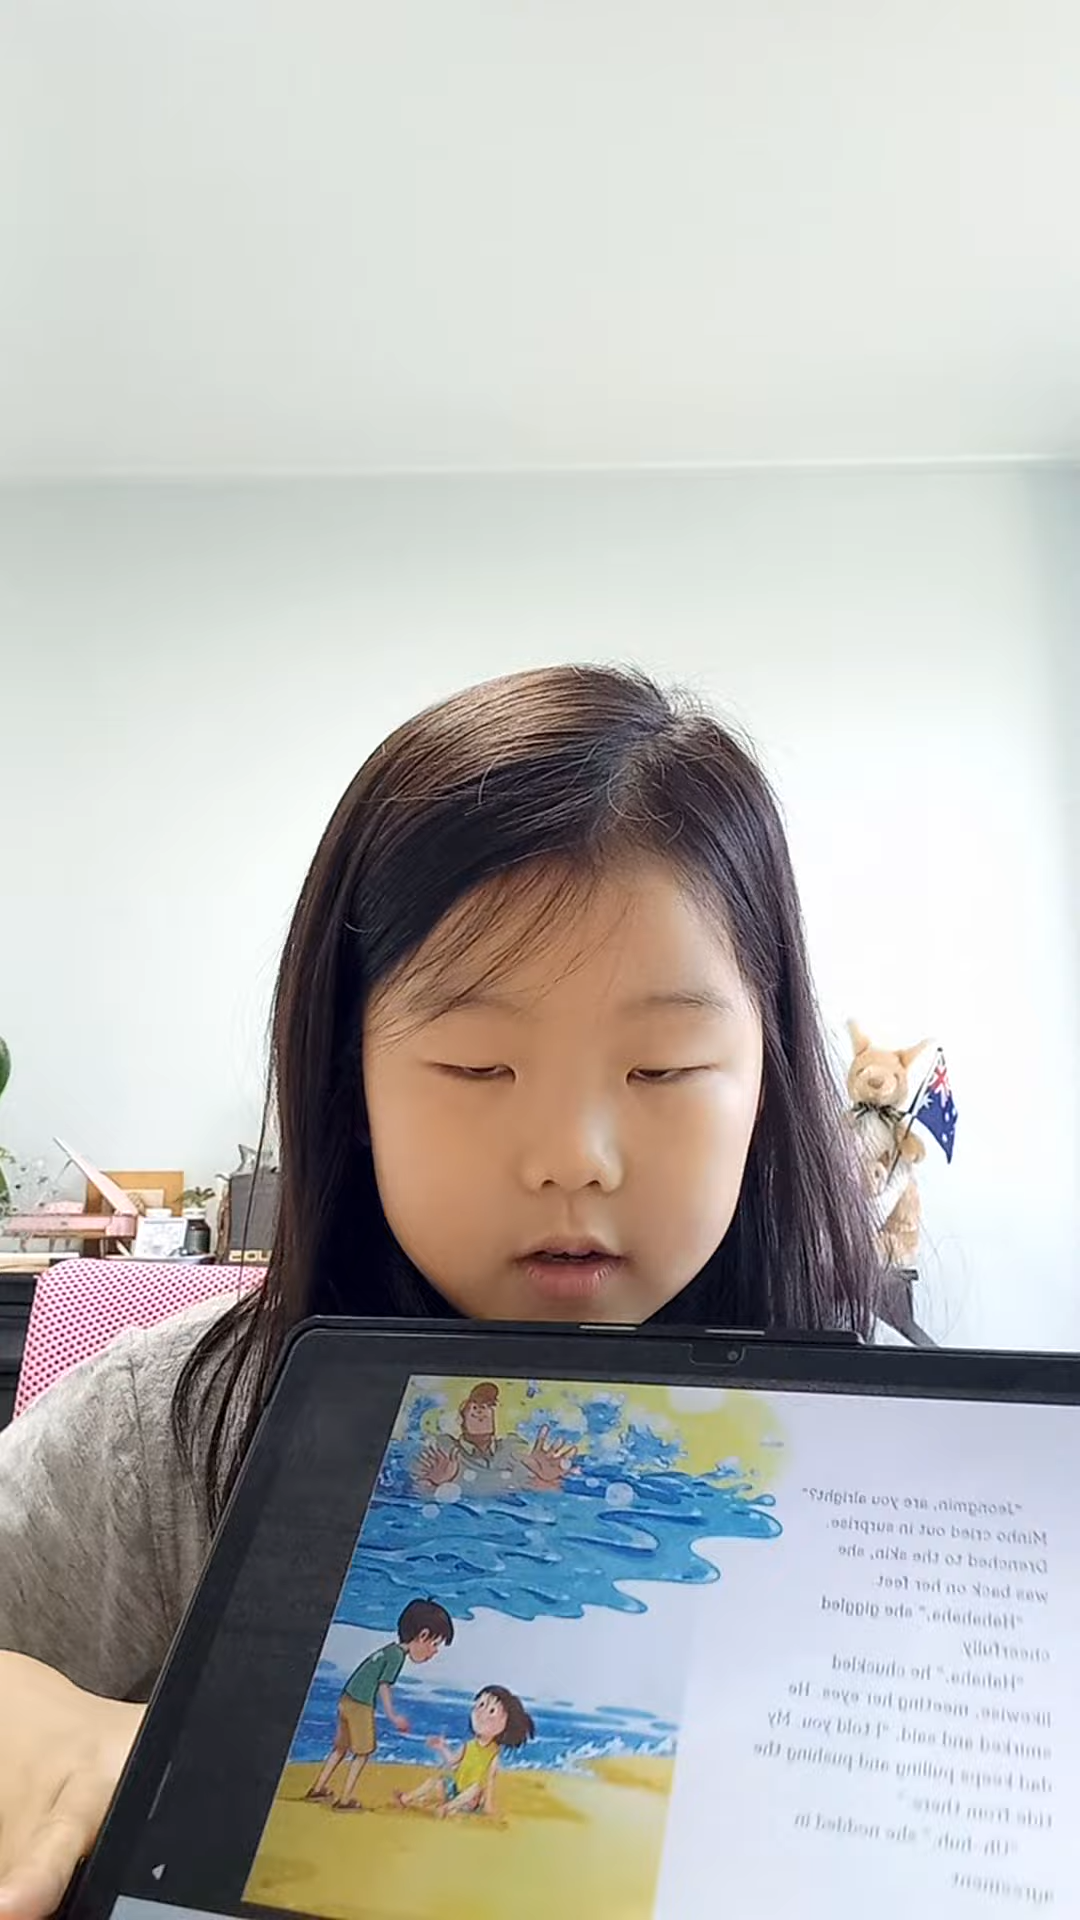 "Jeongmin, are you alright?"
Minho cried out in surprise.
Drenched to the skin, she
was back on her feet.
"Hahahaha," she giggled
cheerfully
"Hahaha," he chuckled
likewise, meeting her eyes. He
smirked and said, "I told you. My
dad keeps pulling and pushing the
tide from there."
"Uh-huh," she nodded in
agreement